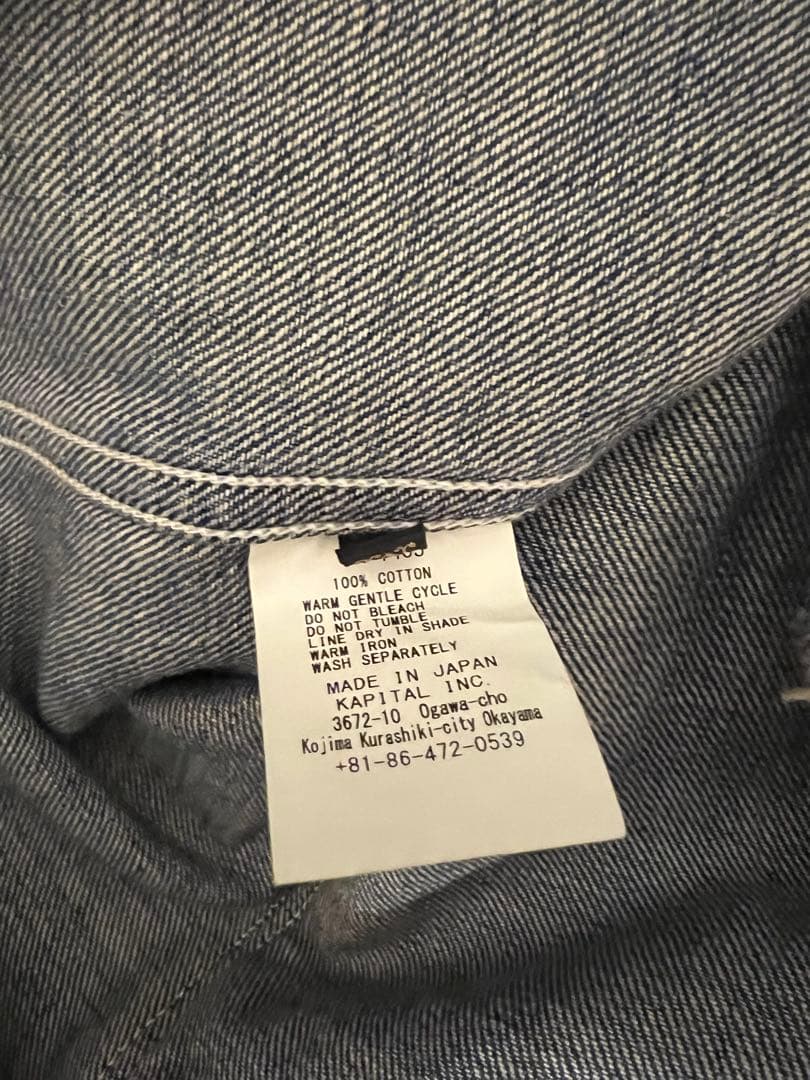 100% COTTON
WARM GENTLE CYCLE
DO NOT BLEACH
DO NOT TUMBLE
LINE DRY IN SHADE
WARM IRON
WASH SEPARATELY
MADE IN JAPAN
KAPITAL INC.
3672-10 Ogawa-cho
Kojima Kurashiki-city Okayama
+81-86-472-0539